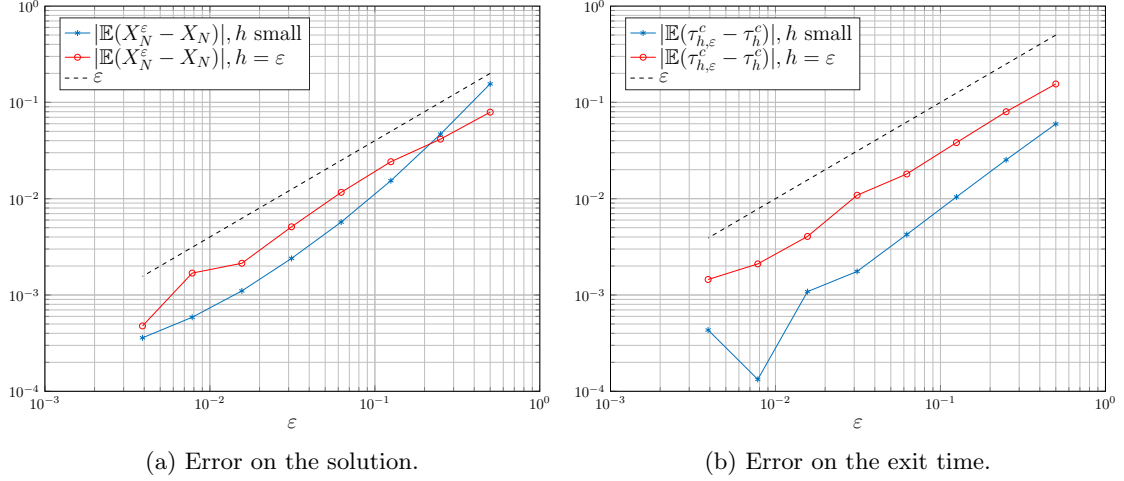 |𝔼(X_N^ε − X_N)|, h small
|𝔼(X_N^ε − X_N)|, h = ε
ε
10^0
10^{-1}
10^{-2}
10^{-3}
10^{-4}
10^{-3} 10^{-2} 10^{-1} 10^0
ε
(a) Error on the solution.
|𝔼(τ_{h,ε}^c − τ_h^c)|, h small
|𝔼(τ_{h,ε}^c − τ_h^c)|, h = ε
ε
10^0
10^{-1}
10^{-2}
10^{-3}
10^{-4}
10^{-3} 10^{-2} 10^{-1} 10^0
ε
(b) Error on the exit time.